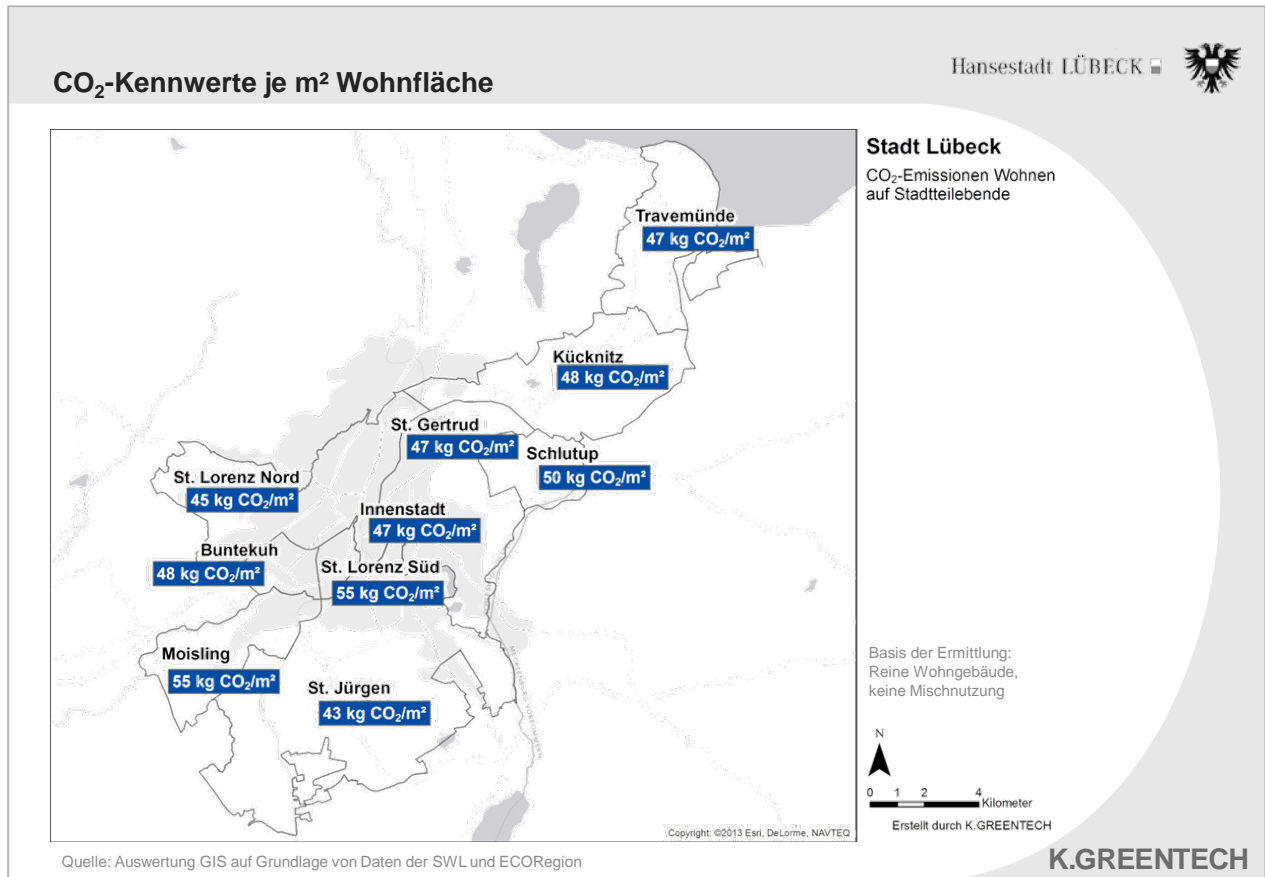 CO₂-Kennwerte je m² Wohnfläche
Hansestadt LÜBECK
Stadt Lübeck
CO₂-Emissionen Wohnen
auf Stadtteilebende
Travemünde
47 kg CO₂/m²
Kücknitz
48 kg CO₂/m²
St. Gertrud
47 kg CO₂/m²
Schlutup
50 kg CO₂/m²
St. Lorenz Nord
45 kg CO₂/m²
Innenstadt
47 kg CO₂/m²
Buntekuh
48 kg CO₂/m²
St. Lorenz Süd
55 kg CO₂/m²
Moisling
55 kg CO₂/m²
St. Jürgen
43 kg CO₂/m²
Basis der Ermittlung:
Reine Wohngebäude,
keine Mischnutzung
N
0 1 2 4
Kilometer
Erstellt durch K.GREENTECH
Copyright: ©2013 Esri, DeLorme, NAVTEQ
Quelle: Auswertung GIS auf Grundlage von Daten der SWL und ECORegion
K.GREENTECH